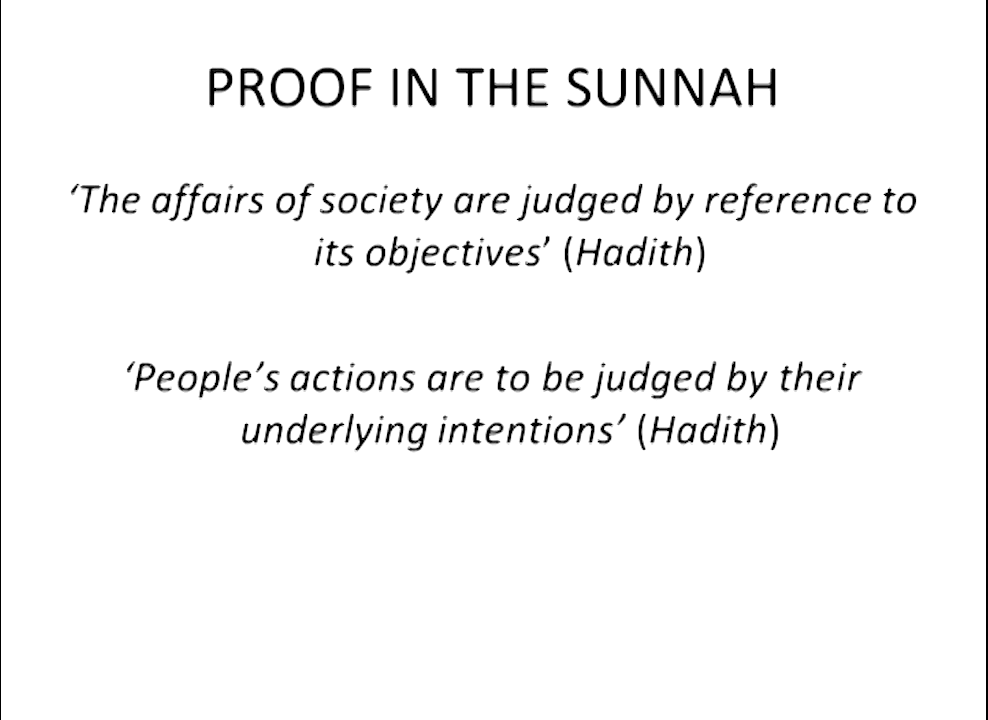 PROOF IN THE SUNNAH
‘The affairs of society are judged by reference to
its objectives’ (Hadith)
‘People’s actions are to be judged by their
underlying intentions’ (Hadith)